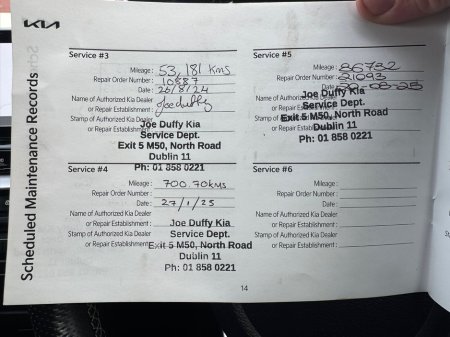 KIA
Scheduled Maintenance Records
Service #3
Mileage : 53,181 kms
Repair Order Number : 10887
Date : 20/8/24
Name of Authorized Kia Dealer
or Repair Establishment : Joe Duffy
Stamp of Authorized Kia Dealer
or Repair Establishment :
Joe Duffy Kia
Service Dept.
Exit 5 M50, North Road
Dublin 11
Ph: 01 858 0221
Service #4
Mileage : 700.70kms
Repair Order Number :
Date : 27/1/25
Name of Authorized Kia Dealer
or Repair Establishment :
Stamp of Authorized Kia Dealer
or Repair Establishment :
Joe Duffy Kia
Service Dept.
Exit 5 M50, North Road
Dublin 11
Ph: 01 858 0221
Service #5
Mileage : 86732
Repair Order Number : 21093
Date : 28-08-25
Name of Authorized Kia Dealer
or Repair Establishment :
Stamp of Authorized Kia Dealer
or Repair Establishment :
Joe Duffy Kia
Service Dept.
Exit 5 M50, North Road
Dublin 11
Ph: 01 858 0221
Service #6
Mileage :
Repair Order Number :
Date :
Name of Authorized Kia Dealer
or Repair Establishment :
Stamp of Authorized Kia Dealer
or Repair Establishment :
14